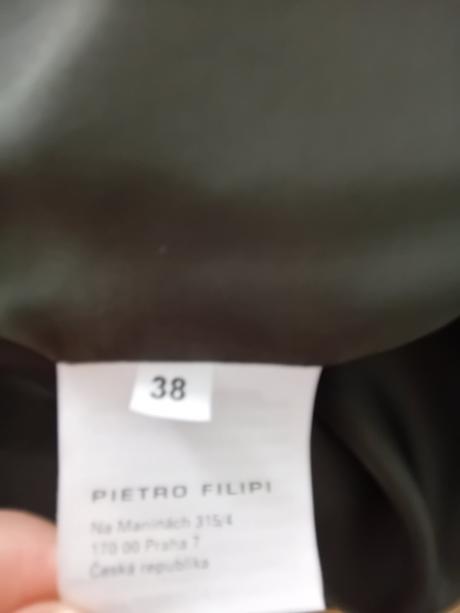 38
PIETRO FILIPI
Na Maninách 315/4
170 00 Praha 7
Česká republika